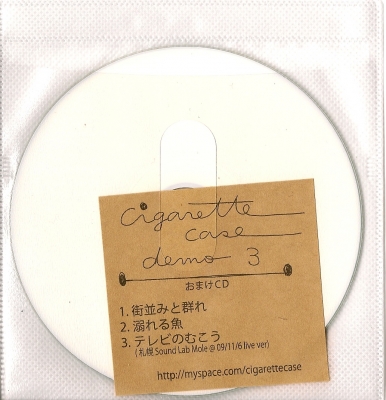 cigarette
case
demo 3
おまけCD
1. 街並みと群れ
2. 溺れる魚
3. テレビのむこう
( 札幌 Sound Lab Mole @ 09/11/6 live ver)
http://myspace.com/cigarettecase